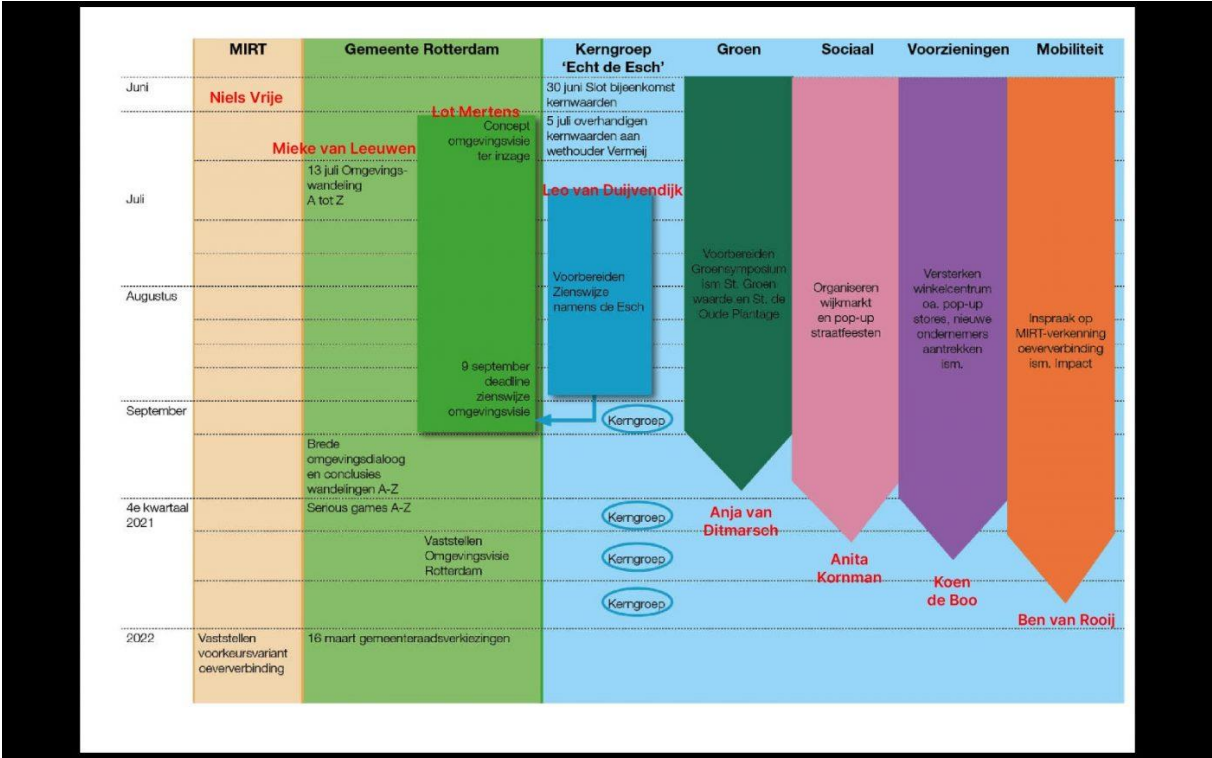 MIRT
Gemeente Rotterdam
Kerngroep
'Echt de Esch'
Groen
Sociaal
Voorzieningen
Mobiliteit
Juni
Niels Vrije
30 juni Slot bijeenkomst
kernwaarden
Lot Mertens
Concept
omgevingsvisie
ter inzage
5 juli overhandigen
kernwaarden aan
wethouder Vermeij
Mieke van Leeuwen
13 juli Omgevings-
wandeling
A tot Z
Juli
Leo van Duijvendijk
Voorbereiden
Zienswijze
namens de Esch
Voorbereiden
Groensymposium
ism St. Groen
waarde en St. de
Oude Plantage
Organiseren
wijkmarkt
en pop-up
straatfeesten
Versterken
winkelcentrum
oa. pop-up
stores, nieuwe
ondernemers
aantrekken
ism.
Inspraak op
MIRT-verkenning
oeververbinding
ism. Impact
Augustus
9 september
deadline
zienswijze
omgevingsvisie
September
Kerngroep
Brede
omgevingsdialoog
en conclusies
wandelingen A-Z
4e kwartaal
2021
Serious games A-Z
Kerngroep
Anja van
Ditmarsch
Vaststellen
Omgevingsvisie
Rotterdam
Kerngroep
Anita
Kornman
Koen
de Boo
Kerngroep
Ben van Rooij
2022
Vaststellen
voorkeursvariant
oeververbinding
16 maart gemeenteraadsverkiezingen